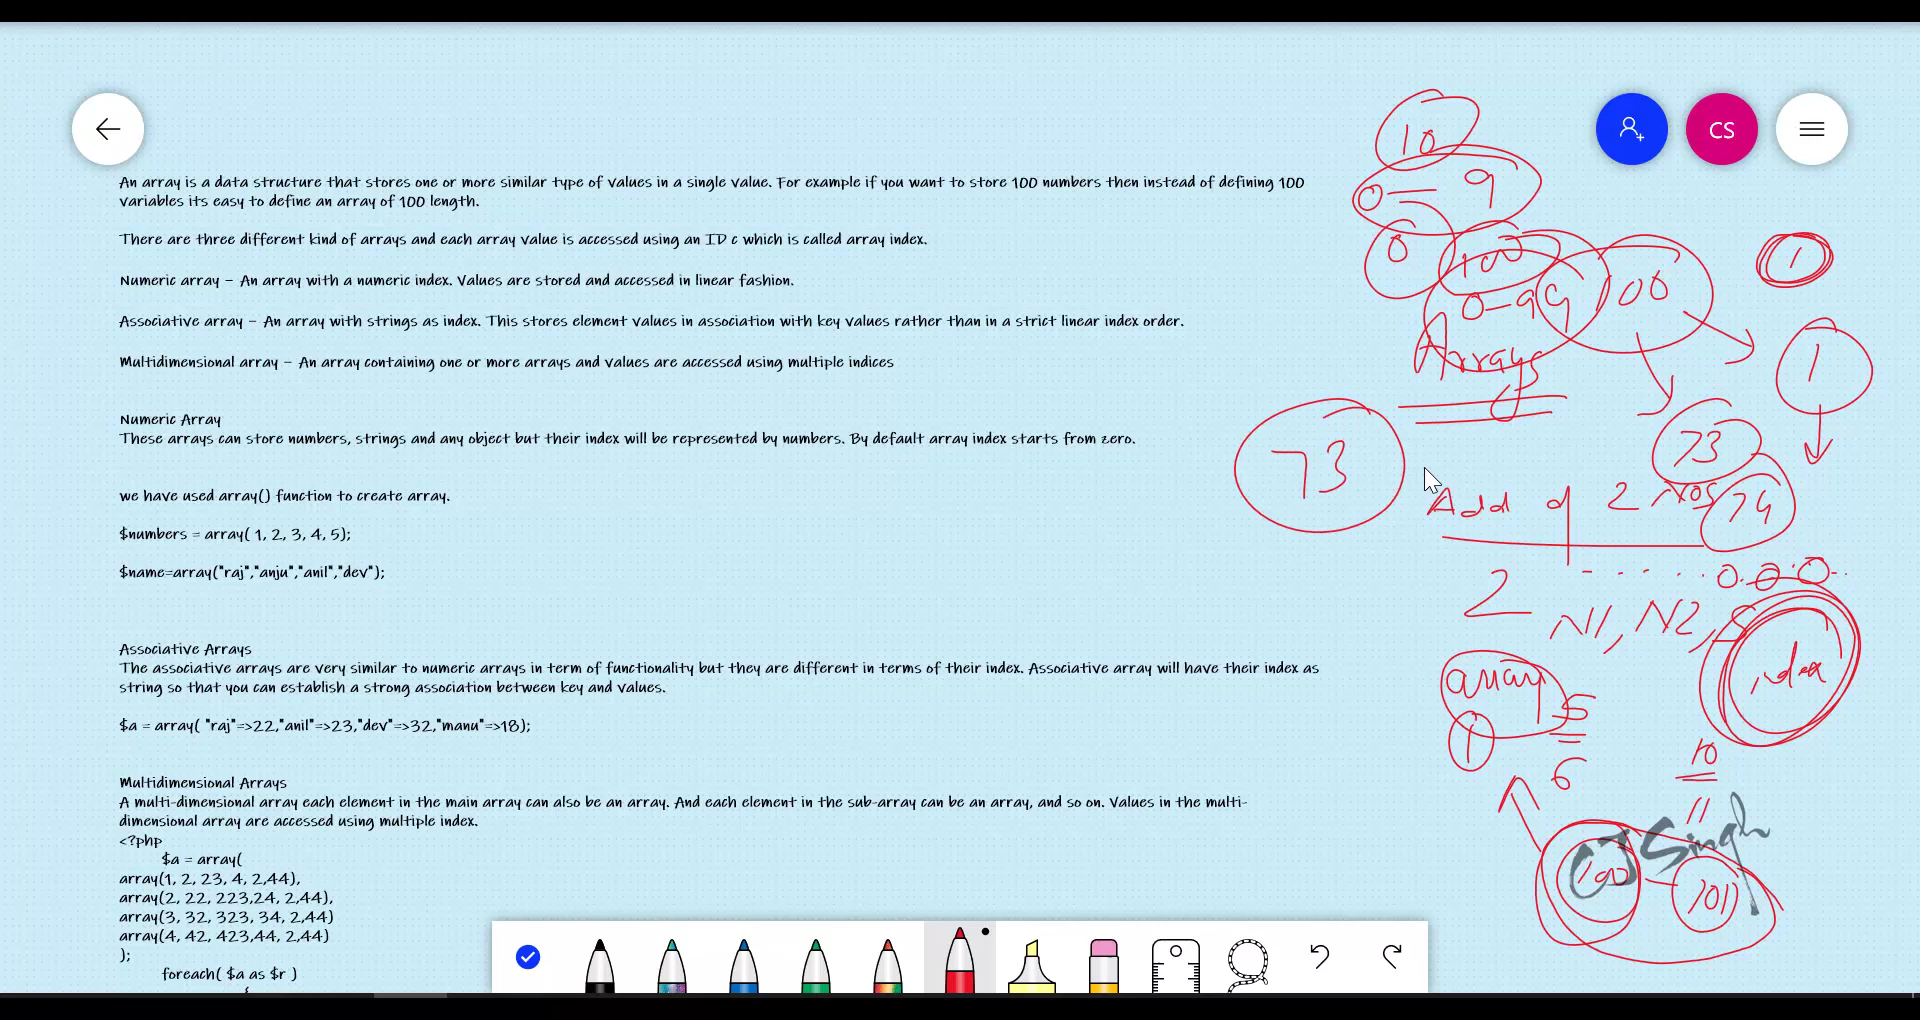 CS
An array is a data structure that stores one or more similar type of values in a single value. For example if you want to store 100 numbers then instead of defining 100
variables its easy to define an array of 100 length.
There are three different kind of arrays and each array value is accessed using an ID c which is called array index.
Numeric array – An array with a numeric index. Values are stored and accessed in linear fashion.
Associative array – An array with strings as index. This stores element values in association with key values rather than in a strict linear index order.
Multidimensional array – An array containing one or more arrays and values are accessed using multiple indices
Numeric Array
These arrays can store numbers, strings and any object but their index will be represented by numbers. By default array index starts from zero.
we have used array() function to create array.
$numbers = array( 1, 2, 3, 4, 5);
$name=array("raj","anju","anil","dev");
Associative Arrays
The associative arrays are very similar to numeric arrays in term of functionality but they are different in terms of their index. Associative array will have their index as
string so that you can establish a strong association between key and values.
$a = array( "raj"=>22,"anil"=>23,"dev"=>32,"manu"=>18);
Multidimensional Arrays
A multi-dimensional array each element in the main array can also be an array. And each element in the sub-array can be an array, and so on. Values in the multi-
dimensional array are accessed using multiple index.
<?php
$a = array(
array(1, 2, 23, 4, 2,44),
array(2, 22, 223,24, 2,44),
array(3, 32, 323, 34, 2,44)
array(4, 42, 423,44, 2,44)
);
foreach( $a as $r )
{
10
0 — 9
0 100
1
0-99
Arrays
1
73
73
Add of 2 Nos 74
2
N1, N2, S
index
array 5
1
6
10
11
CJ Singh
100 – 101